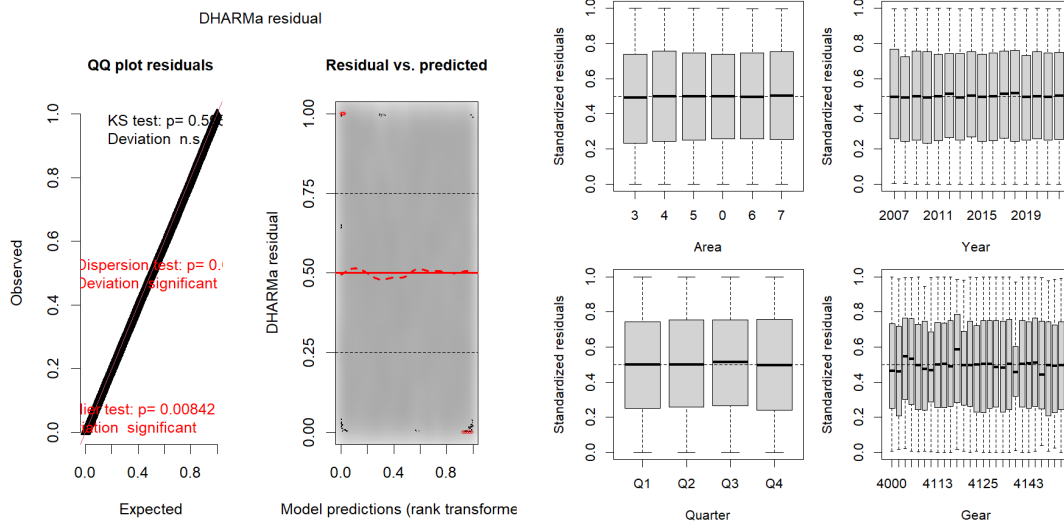 DHARMa residual
QQ plot residuals
KS test: p= 0.5
Deviation n.s
Dispersion test: p= 0.0
Deviation significant
lier test: p= 0.00842
iation significant
Observed
0.0 0.2 0.4 0.6 0.8 1.0
0.0 0.4 0.8
Expected
Residual vs. predicted
DHARMa residual
0.00 0.25 0.50 0.75 1.00
0.0 0.4 0.8
Model predictions (rank transforme
Standardized residuals
0.0 0.2 0.4 0.6 0.8 1.0
3 4 5 0 6 7
Area
Standardized residuals
0.0 0.2 0.4 0.6 0.8 1.0
2007 2011 2015 2019
Year
Standardized residuals
0.0 0.2 0.4 0.6 0.8 1.0
Q1 Q2 Q3 Q4
Quarter
Standardized residuals
0.0 0.2 0.4 0.6 0.8 1.0
4000 4113 4125 4143
Gear